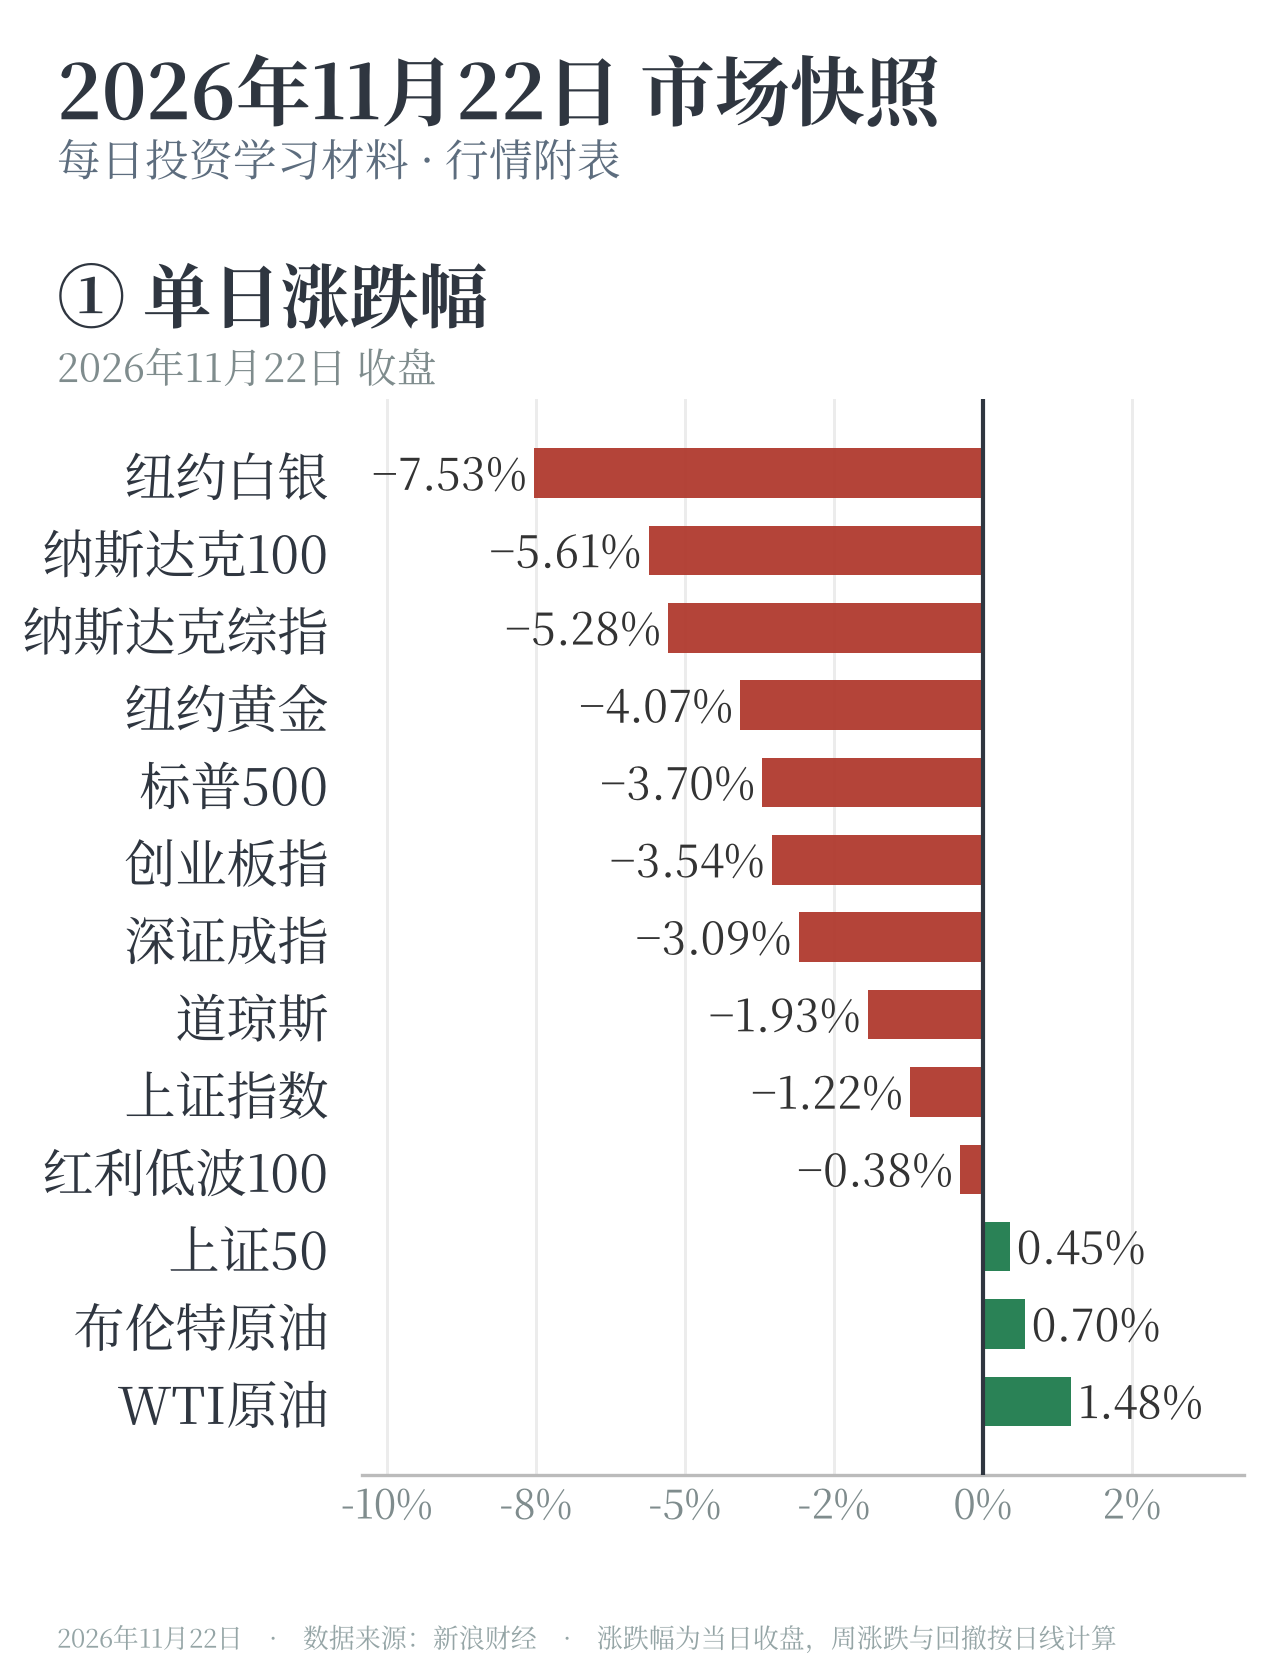 2026年11月22日 市场快照
每日投资学习材料 · 行情附表
① 单日涨跌幅
2026年11月22日 收盘
纽约白银 −7.53%
纳斯达克100 −5.61%
纳斯达克综指 −5.28%
纽约黄金 −4.07%
标普500 −3.70%
创业板指 −3.54%
深证成指 −3.09%
道琼斯 −1.93%
上证指数 −1.22%
红利低波100 −0.38%
上证50 0.45%
布伦特原油 0.70%
WTI原油 1.48%
-10% -8% -5% -2% 0% 2%
2026年11月22日 · 数据来源：新浪财经 · 涨跌幅为当日收盘，周涨跌与回撤按日线计算